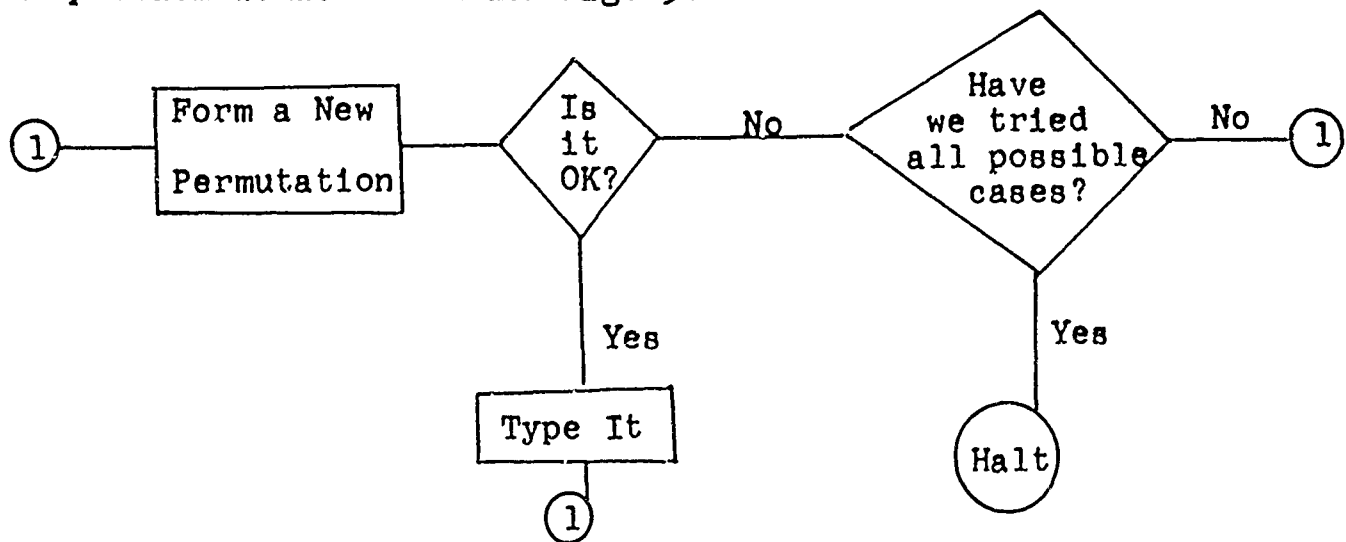 1
Form a New
Permutation
Is
it
OK?
No
Have
we tried
all possible
cases?
No
1
Yes
Type It
1
Yes
Halt